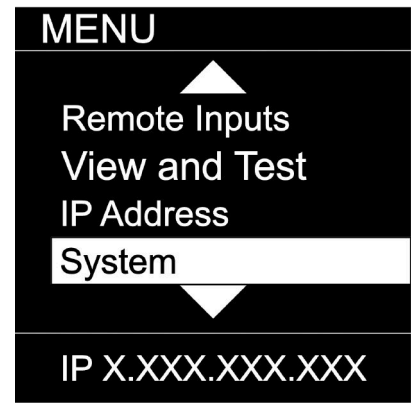 MENU
Remote Inputs
View and Test
IP Address
System
IP X.XXX.XXX.XXX